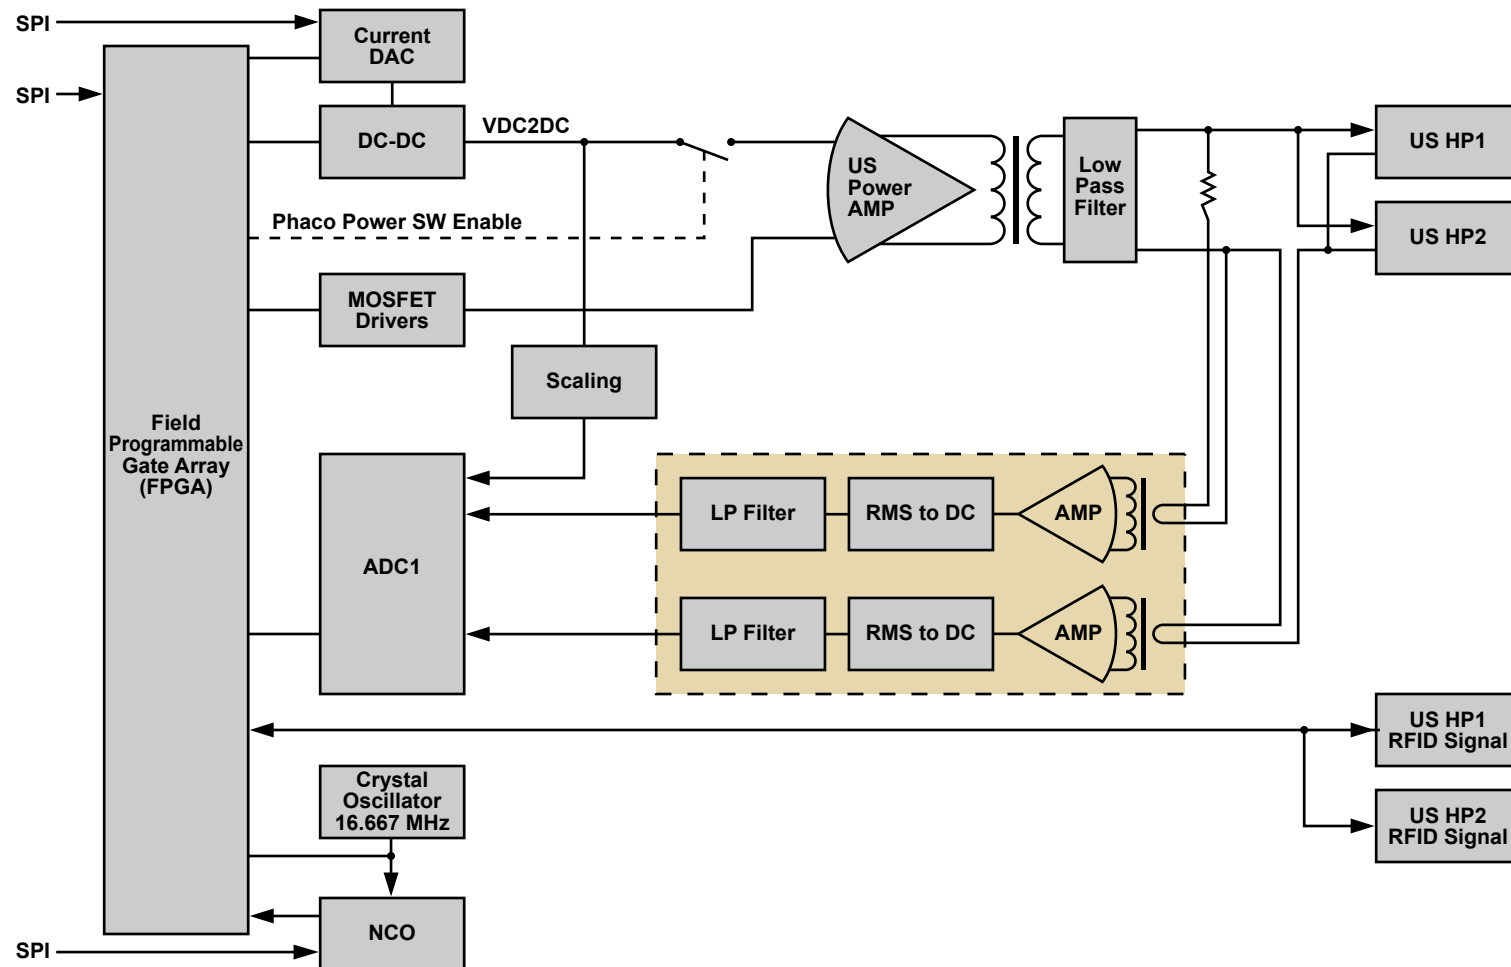 SPI
Current
DAC
SPI
DC-DC
VDC2DC
US
Power
AMP
Low
Pass
Filter
US HP1
US HP2
Phaco Power SW Enable
MOSFET
Drivers
Scaling
Field
Programmable
Gate Array
(FPGA)
ADC1
LP Filter
RMS to DC
AMP
LP Filter
RMS to DC
AMP
US HP1
RFID Signal
US HP2
RFID Signal
Crystal
Oscillator
16.667 MHz
NCO
SPI